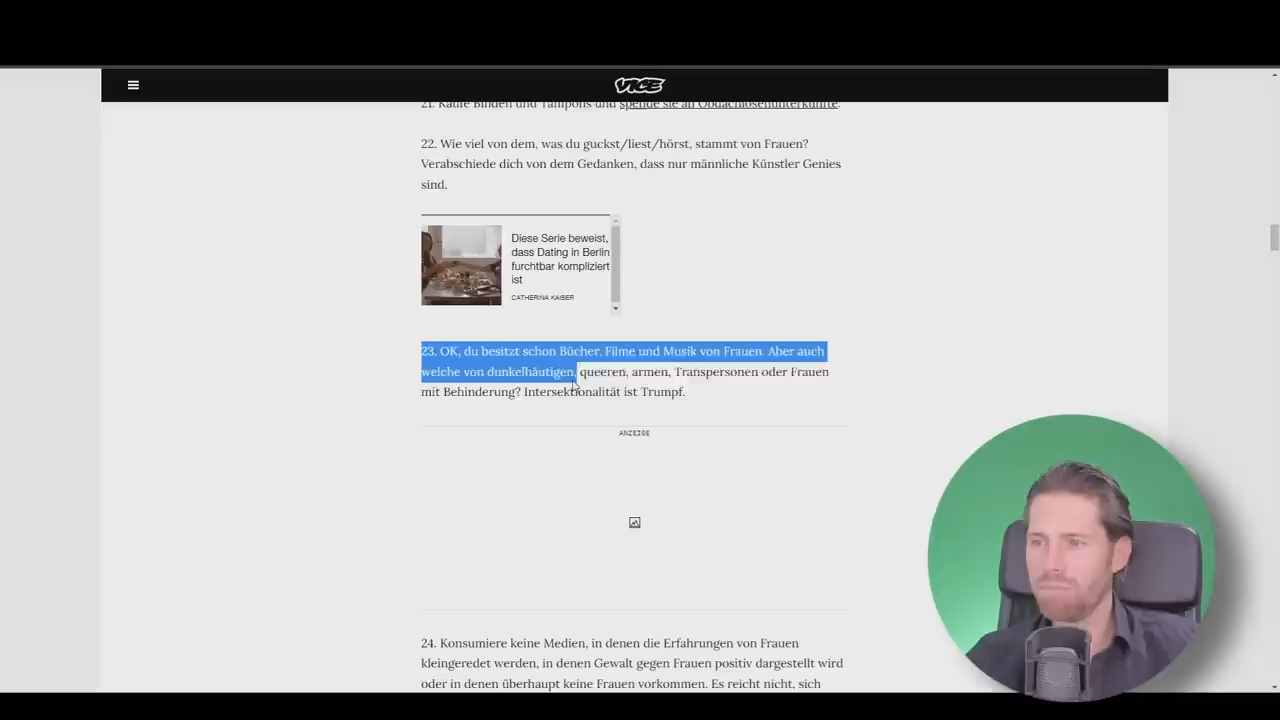 VICE
21. Kaufe Binden und Tampons und spende sie an Obdachlosenunterkünfte.
22. Wie viel von dem, was du guckst/liest/hörst, stammt von Frauen?
Verabschiede dich von dem Gedanken, dass nur männliche Künstler Genies
sind.
Diese Serie beweist,
dass Dating in Berlin
furchtbar kompliziert
ist
CATHERINA KAISER
23. OK, du besitzt schon Bücher, Filme und Musik von Frauen. Aber auch
welche von dunkelhäutigen, queeren, armen, Transpersonen oder Frauen
mit Behinderung? Intersektionalität ist Trumpf.
ANZEIGE
24. Konsumiere keine Medien, in denen die Erfahrungen von Frauen
kleingeredet werden, in denen Gewalt gegen Frauen positiv dargestellt wird
oder in denen überhaupt keine Frauen vorkommen. Es reicht nicht, sich